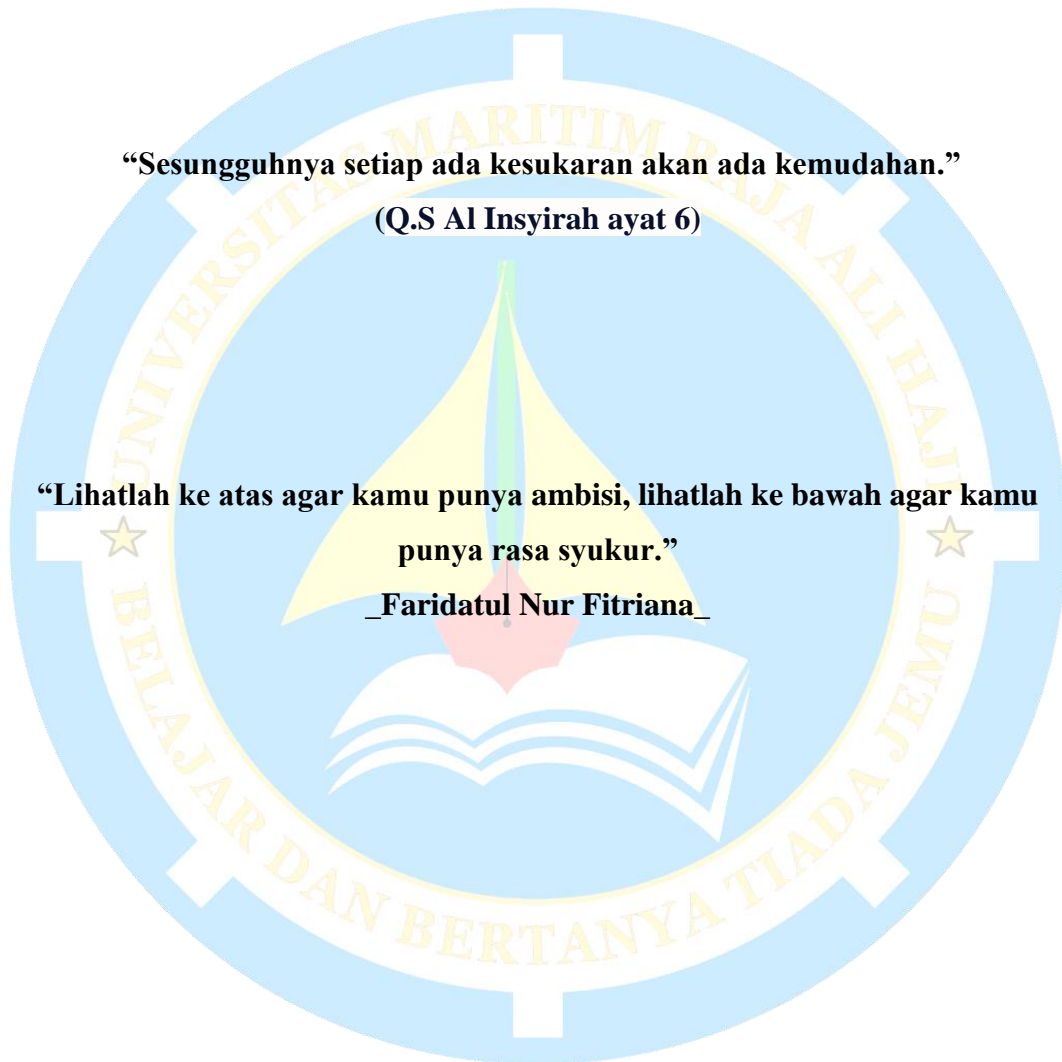 “Sesungguhnya setiap ada kesukaran akan ada kemudahan.”
(Q.S Al Insyirah ayat 6)
“Lihatlah ke atas agar kamu punya ambisi, lihatlah ke bawah agar kamu
punya rasa syukur.”
_Faridatul Nur Fitriana_
UNIVERSITAS MARITIM RAJA ALI HAJI
BELAJAR DAN BERTANYA TIADA JEMU